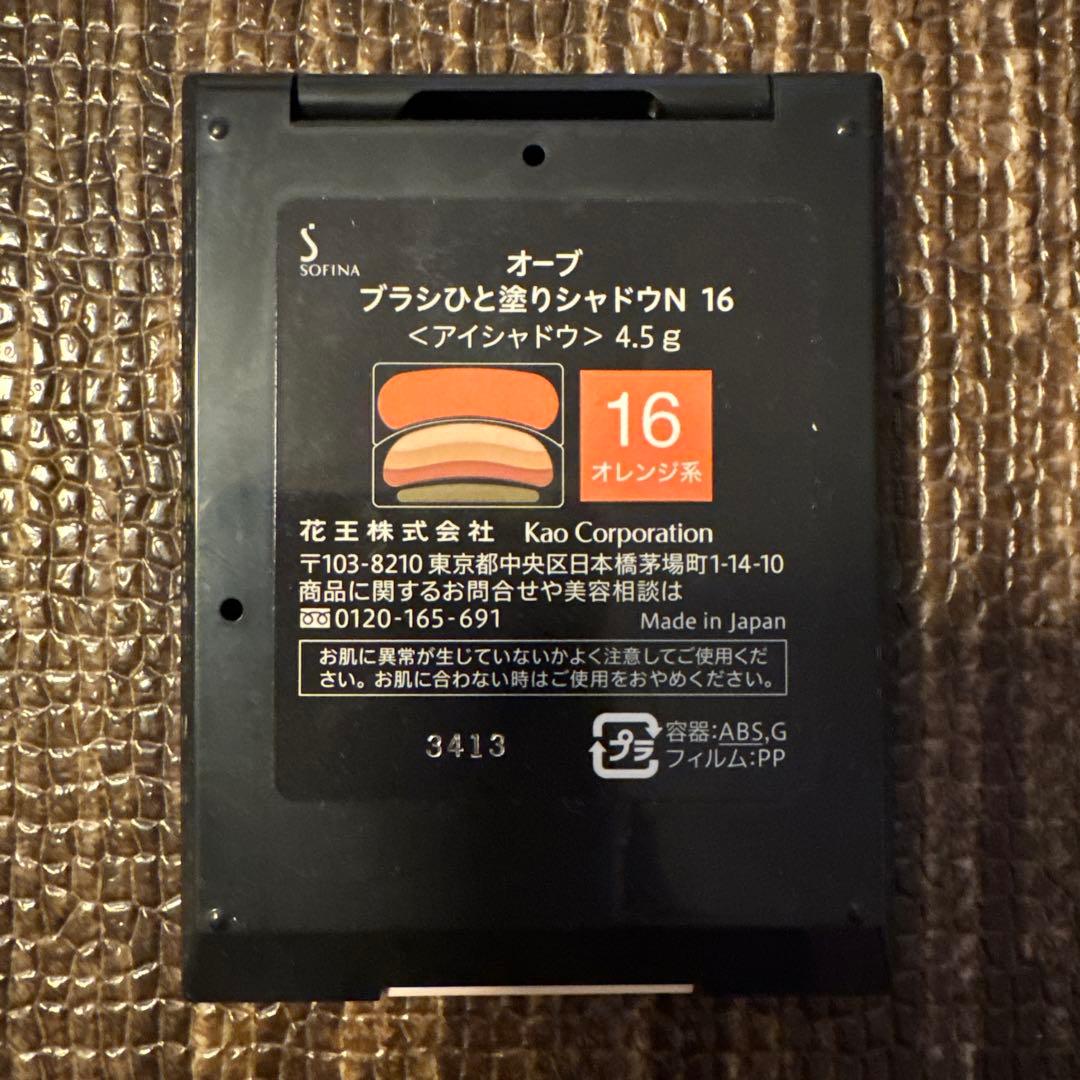 SOFINA
オーブ
ブラシひと塗りシャドウN 16
＜アイシャドウ＞ 4.5g
16
オレンジ系
花王株式会社 Kao Corporation
〒103-8210 東京都中央区日本橋茅場町1-14-10
商品に関するお問合せや美容相談は
0120-165-691 Made in Japan
お肌に異常が生じていないかよく注意してご使用くだ
さい。お肌に合わない時はご使用をおやめください。
3413
プラ 容器:ABS,G
フィルム:PP